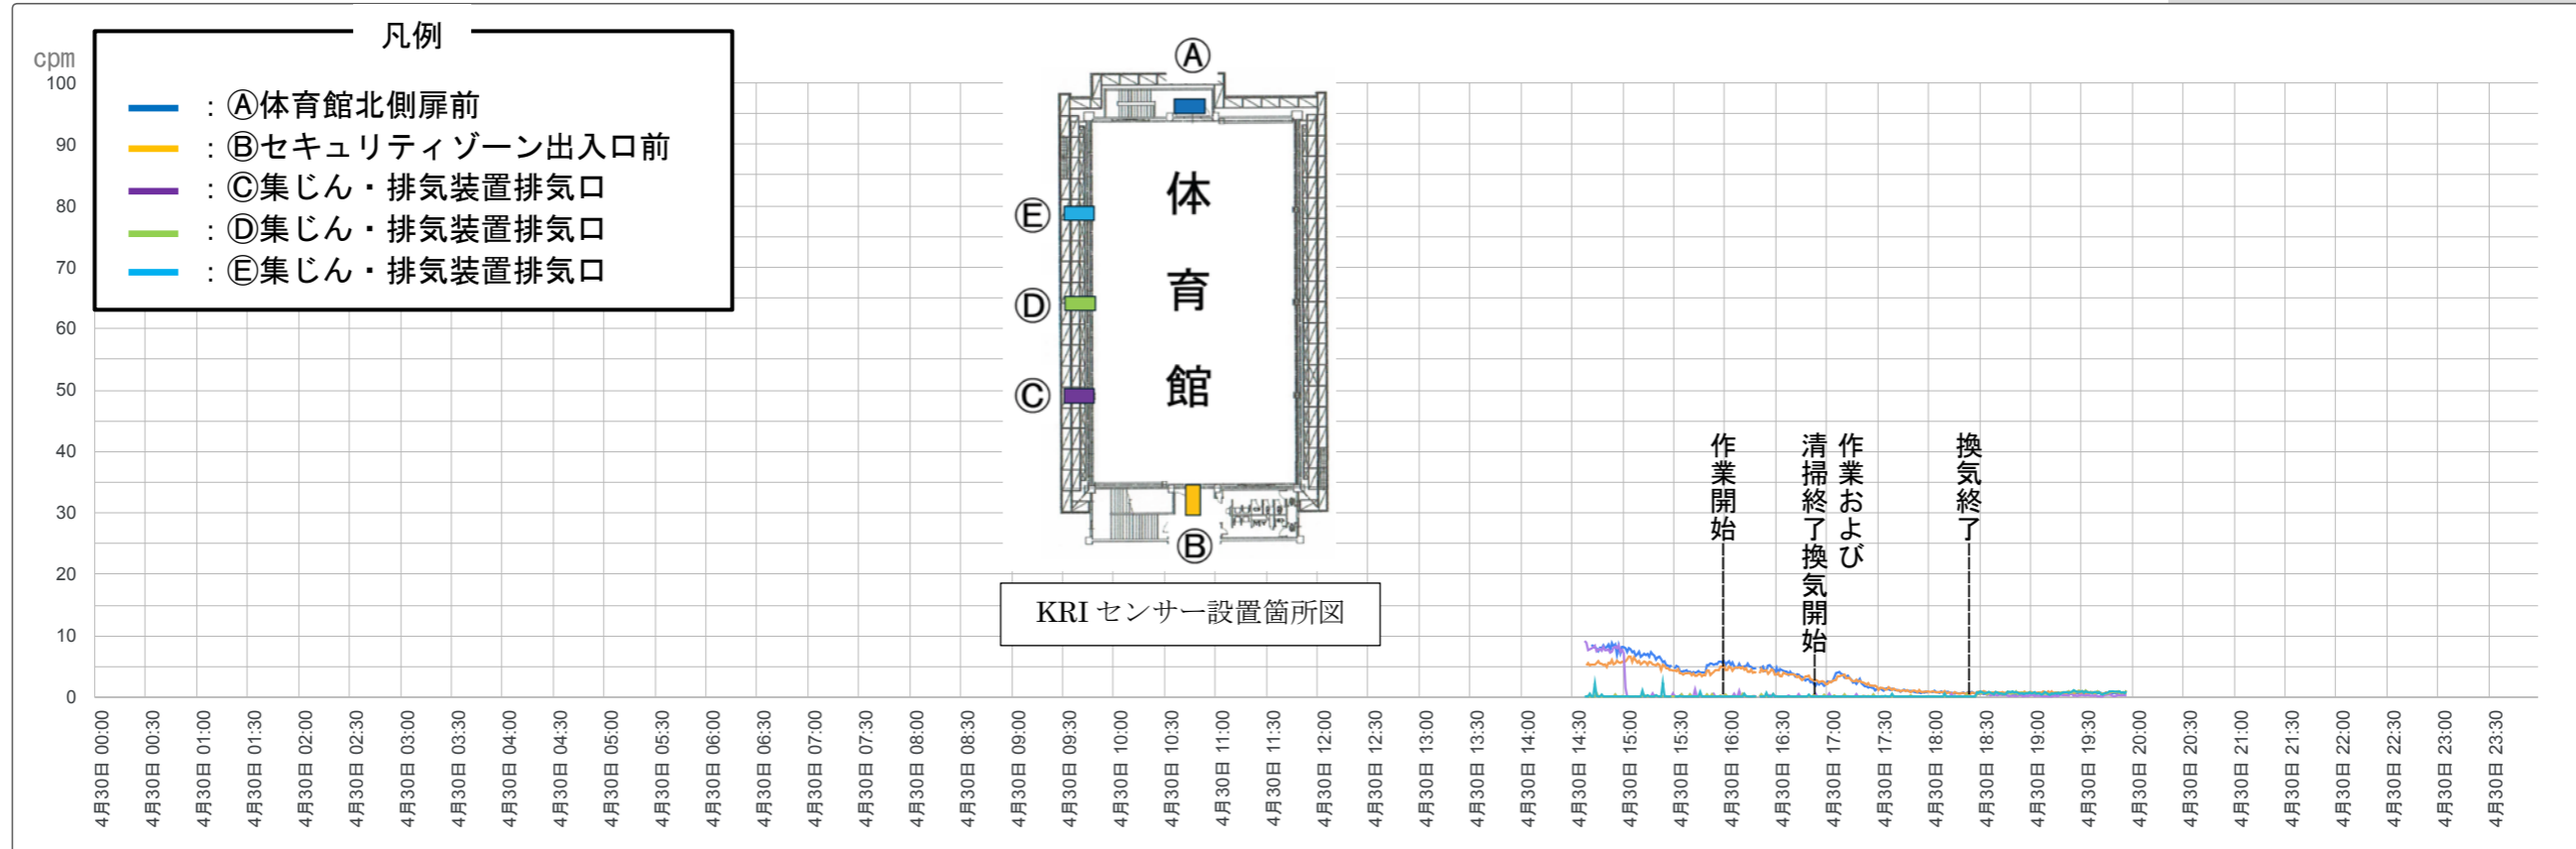 凡例
cpm
：Ⓐ体育館北側扉前
：Ⓑセキュリティゾーン出入口前
：Ⓒ集じん・排気装置排気口
：Ⓓ集じん・排気装置排気口
：Ⓔ集じん・排気装置排気口
100
90
80
70
60
50
40
30
20
10
0
Ⓐ
Ⓔ
Ⓓ
Ⓒ
Ⓑ
体育館
KRIセンサー設置箇所図
作業開始
作業および
清掃終了換気開始
換気終了
4月30日 00:00
4月30日 00:30
4月30日 01:00
4月30日 01:30
4月30日 02:00
4月30日 02:30
4月30日 03:00
4月30日 03:30
4月30日 04:00
4月30日 04:30
4月30日 05:00
4月30日 05:30
4月30日 06:00
4月30日 06:30
4月30日 07:00
4月30日 07:30
4月30日 08:00
4月30日 08:30
4月30日 09:00
4月30日 09:30
4月30日 10:00
4月30日 10:30
4月30日 11:00
4月30日 11:30
4月30日 12:00
4月30日 12:30
4月30日 13:00
4月30日 13:30
4月30日 14:00
4月30日 14:30
4月30日 15:00
4月30日 15:30
4月30日 16:00
4月30日 16:30
4月30日 17:00
4月30日 17:30
4月30日 18:00
4月30日 18:30
4月30日 19:00
4月30日 19:30
4月30日 20:00
4月30日 20:30
4月30日 21:00
4月30日 21:30
4月30日 22:00
4月30日 22:30
4月30日 23:00
4月30日 23:30